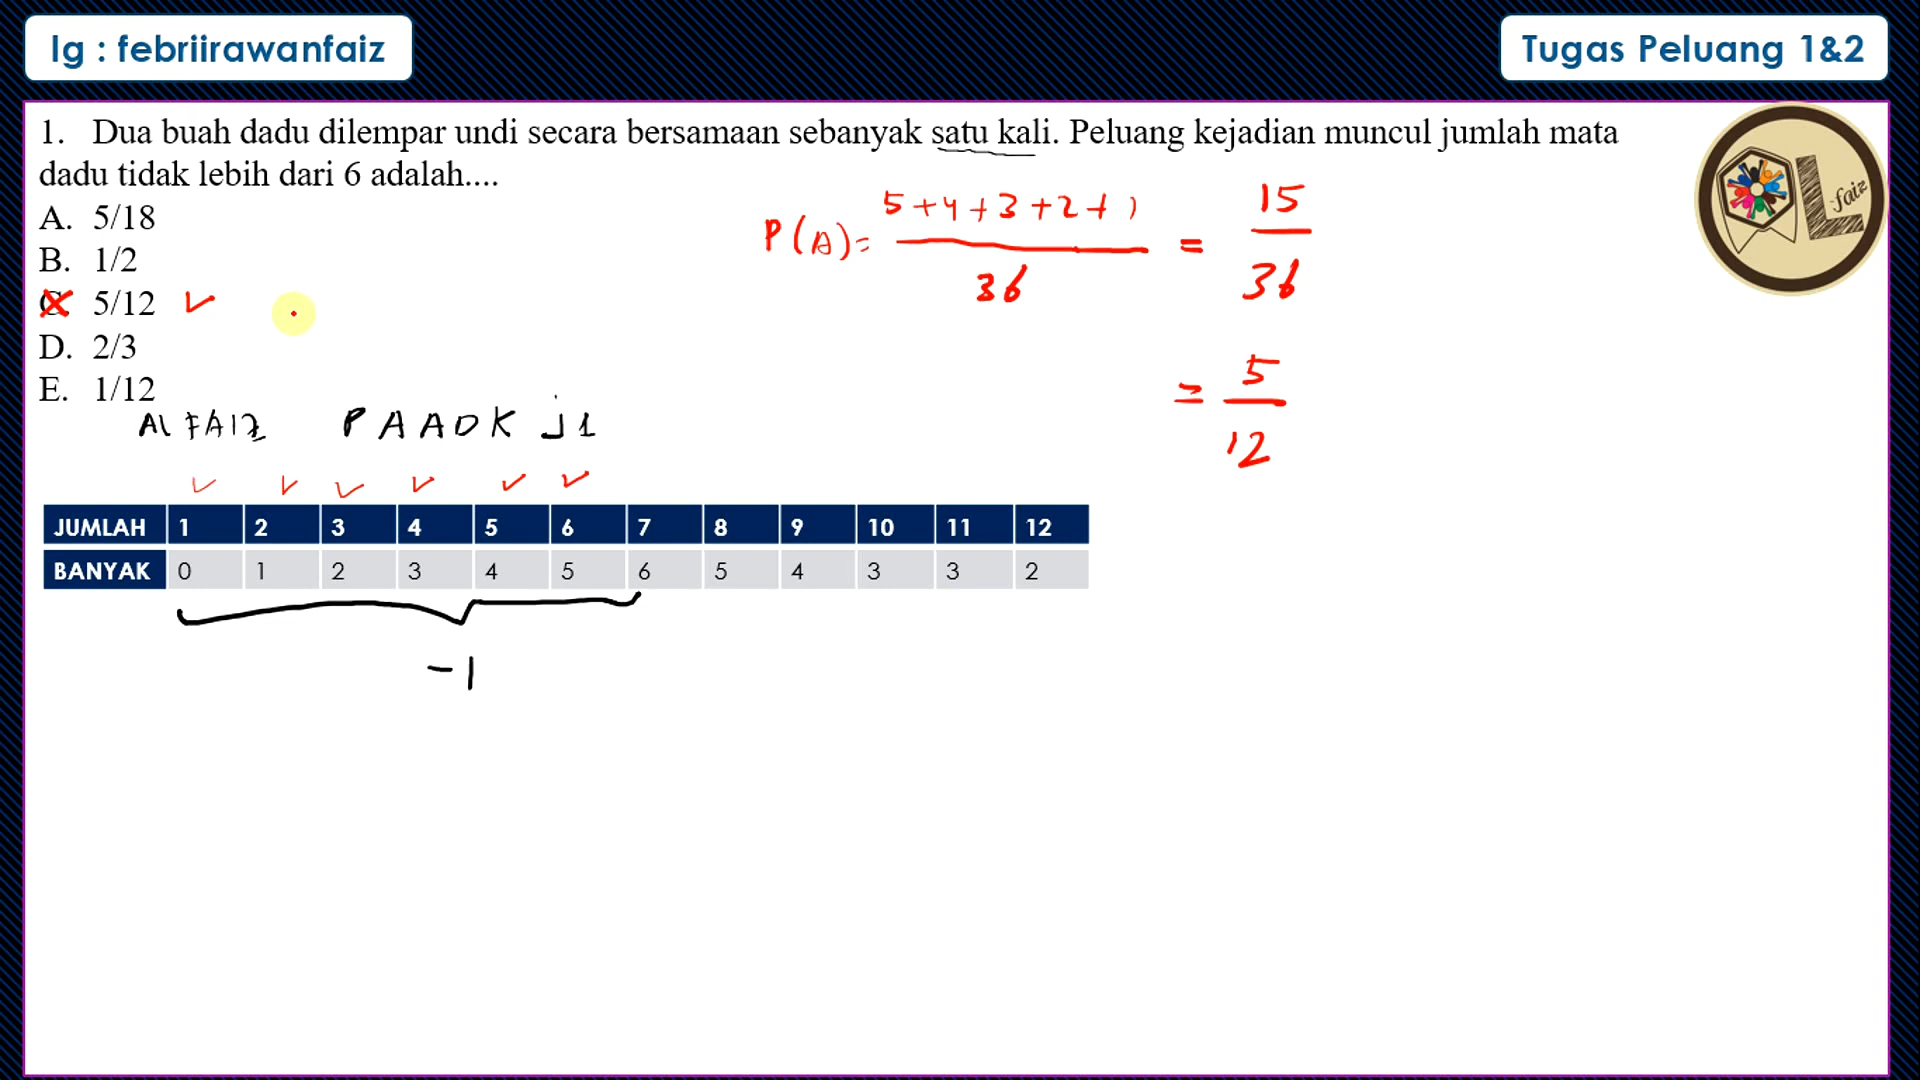 Ig : febriirawanfaiz
Tugas Peluang 1&2
1. Dua buah dadu dilempar undi secara bersamaan sebanyak satu kali. Peluang kejadian muncul jumlah mata
dadu tidak lebih dari 6 adalah....
A. 5/18
B. 1/2
C. 5/12
D. 2/3
E. 1/12
P(A) = 5+4+3+2+1 / 36 = 15 / 36
= 5 / 12
faiz
ALFAIZ PAADK J1
JUMLAH 1 2 3 4 5 6 7 8 9 10 11 12
BANYAK 0 1 2 3 4 5 6 5 4 3 3 2
-1